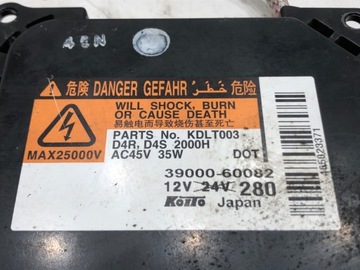 4EN
危険 DANGER GEFAHR خطر 危险
WILL SHOCK, BURN
OR CAUSE DEATH
易触电而导致烧伤甚至死亡
PARTS No. KDLT003
D4R, D4S 2000H
MAX25000V
AC45V 35W DOT
39000-60082
12V 24V 280
Koito Japan